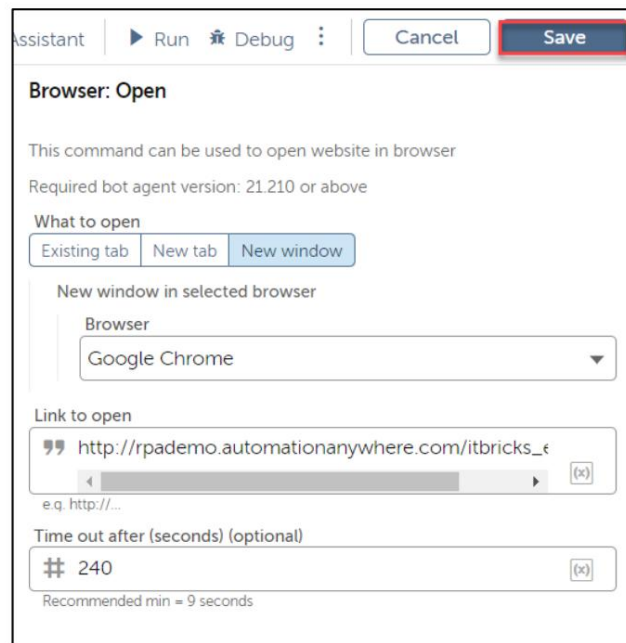 Assistant Run Debug Cancel Save
Browser: Open
This command can be used to open website in browser
Required bot agent version: 21.210 or above
What to open
Existing tab New tab New window
New window in selected browser
Browser
Google Chrome
Link to open
http://rpademo.automationanywhere.com/itbricks_e
(x)
e.g. http://...
Time out after (seconds) (optional)
# 240 (x)
Recommended min = 9 seconds